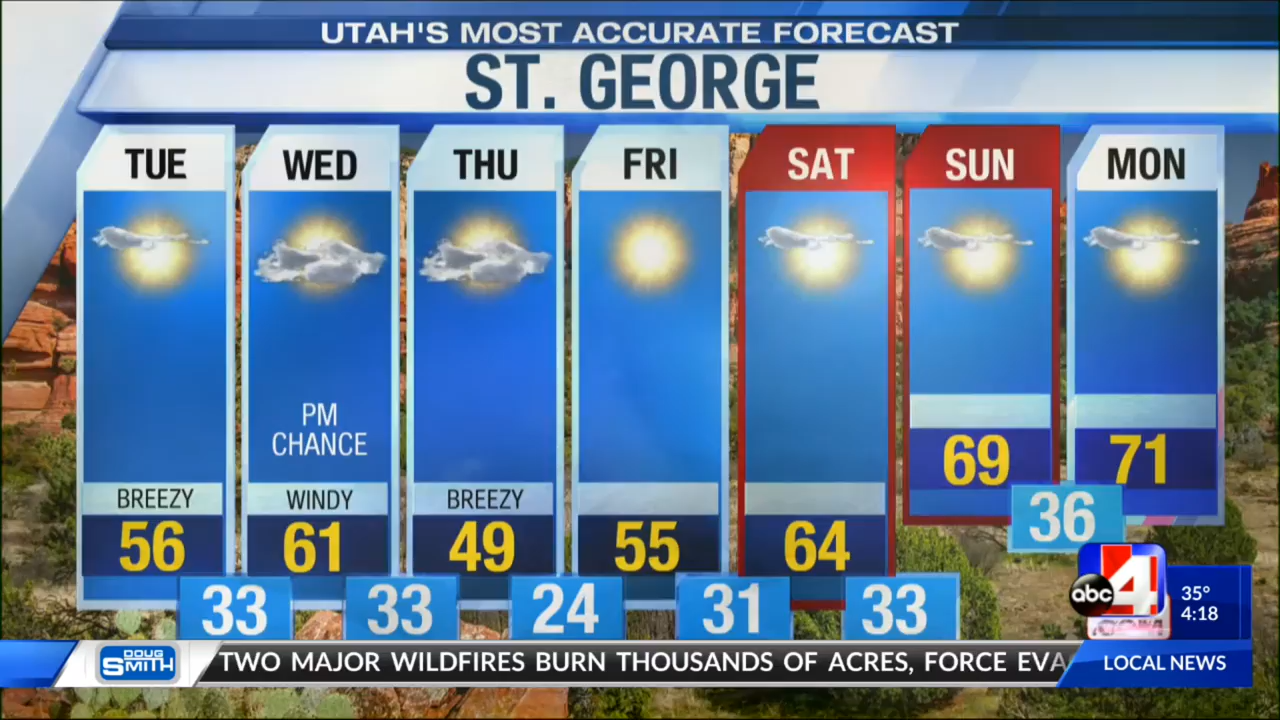 UTAH'S MOST ACCURATE FORECAST
ST. GEORGE
TUE
WED
THU
FRI
SAT
SUN
MON
PM
CHANCE
BREEZY
WINDY
BREEZY
56
61
49
55
64
69
71
33
33
24
31
33
36
abc
4
35°
4:18
DOUG
SMITH
TWO MAJOR WILDFIRES BURN THOUSANDS OF ACRES, FORCE EVA
LOCAL NEWS